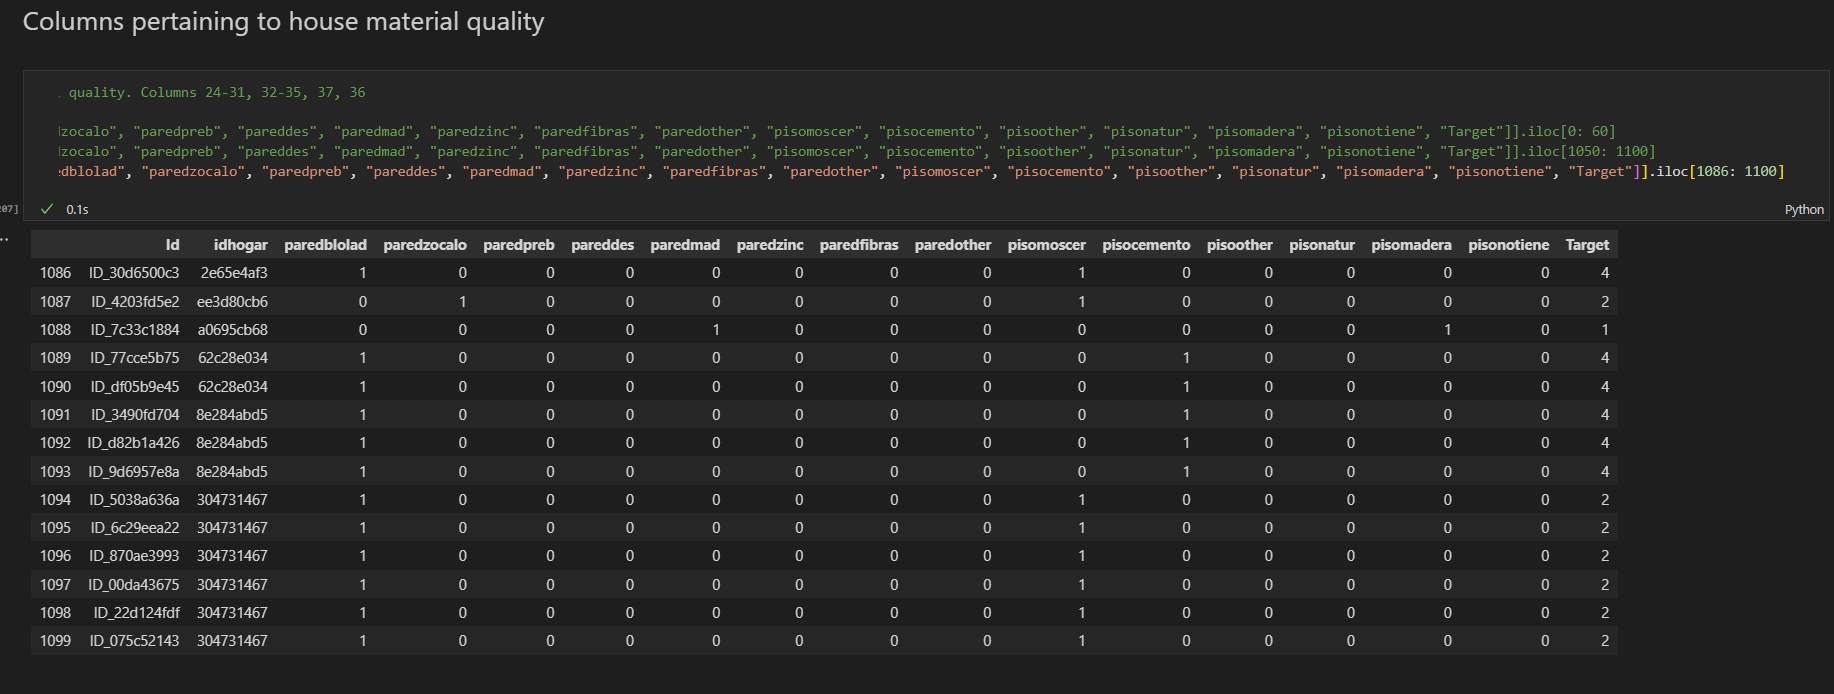 Columns pertaining to house material quality
quality. Columns 24-31, 32-35, 37, 36
zocalo", "paredpreb", "pareddes", "paredmad", "paredzinc", "paredfibras", "paredother", "pisomoscer", "pisocemento", "pisoother", "pisonatur", "pisomadera", "pisonotiene", "Target"]].iloc[0: 60]
zocalo", "paredpreb", "pareddes", "paredmad", "paredzinc", "paredfibras", "paredother", "pisomoscer", "pisocemento", "pisoother", "pisonatur", "pisomadera", "pisonotiene", "Target"]].iloc[1050: 1100]
edblolad", "paredzocalo", "paredpreb", "pareddes", "paredmad", "paredzinc", "paredfibras", "paredother", "pisomoscer", "pisocemento", "pisoother", "pisonatur", "pisomadera", "pisonotiene", "Target"]].iloc[1086: 1100]
207] ✓ 0.1s Python
Id idhogar paredblolad paredzocalo paredpreb pareddes paredmad paredzinc paredfibras paredother pisomoscer pisocemento pisoother pisonatur pisomadera pisonotiene Target
1086 ID_30d6500c3 2e65e4af3 1 0 0 0 0 0 0 0 1 0 0 0 0 0 4
1087 ID_4203fd5e2 ee3d80cb6 0 1 0 0 0 0 0 0 1 0 0 0 0 0 2
1088 ID_7c33c1884 a0695cb68 0 0 0 0 1 0 0 0 0 0 0 0 1 0 1
1089 ID_77cce5b75 62c28e034 1 0 0 0 0 0 0 0 0 1 0 0 0 0 4
1090 ID_df05b9e45 62c28e034 1 0 0 0 0 0 0 0 0 1 0 0 0 0 4
1091 ID_3490fd704 8e284abd5 1 0 0 0 0 0 0 0 0 1 0 0 0 0 4
1092 ID_d82b1a426 8e284abd5 1 0 0 0 0 0 0 0 0 1 0 0 0 0 4
1093 ID_9d6957e8a 8e284abd5 1 0 0 0 0 0 0 0 0 1 0 0 0 0 4
1094 ID_5038a636a 304731467 1 0 0 0 0 0 0 0 1 0 0 0 0 0 2
1095 ID_6c29eea22 304731467 1 0 0 0 0 0 0 0 1 0 0 0 0 0 2
1096 ID_870ae3993 304731467 1 0 0 0 0 0 0 0 1 0 0 0 0 0 2
1097 ID_00da43675 304731467 1 0 0 0 0 0 0 0 1 0 0 0 0 0 2
1098 ID_22d124fdf 304731467 1 0 0 0 0 0 0 0 1 0 0 0 0 0 2
1099 ID_075c52143 304731467 1 0 0 0 0 0 0 0 1 0 0 0 0 0 2